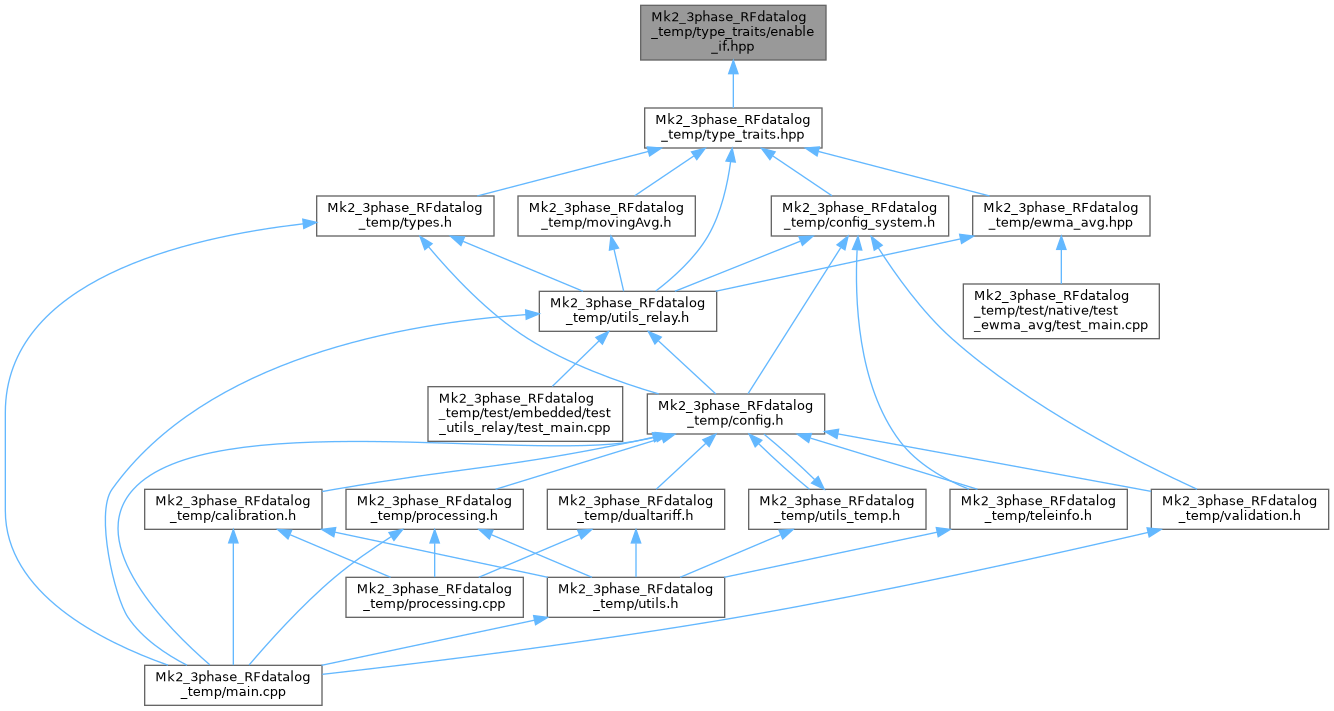 Mk2_3phase_RFdatalog
_temp/type_traits/enable
_if.hpp
Mk2_3phase_RFdatalog
_temp/type_traits.hpp
Mk2_3phase_RFdatalog
_temp/types.h
Mk2_3phase_RFdatalog
_temp/movingAvg.h
Mk2_3phase_RFdatalog
_temp/config_system.h
Mk2_3phase_RFdatalog
_temp/ewma_avg.hpp
Mk2_3phase_RFdatalog
_temp/utils_relay.h
Mk2_3phase_RFdatalog
_temp/test/native/test
_ewma_avg/test_main.cpp
Mk2_3phase_RFdatalog
_temp/test/embedded/test
_utils_relay/test_main.cpp
Mk2_3phase_RFdatalog
_temp/config.h
Mk2_3phase_RFdatalog
_temp/calibration.h
Mk2_3phase_RFdatalog
_temp/processing.h
Mk2_3phase_RFdatalog
_temp/dualtariff.h
Mk2_3phase_RFdatalog
_temp/utils_temp.h
Mk2_3phase_RFdatalog
_temp/teleinfo.h
Mk2_3phase_RFdatalog
_temp/validation.h
Mk2_3phase_RFdatalog
_temp/processing.cpp
Mk2_3phase_RFdatalog
_temp/utils.h
Mk2_3phase_RFdatalog
_temp/main.cpp